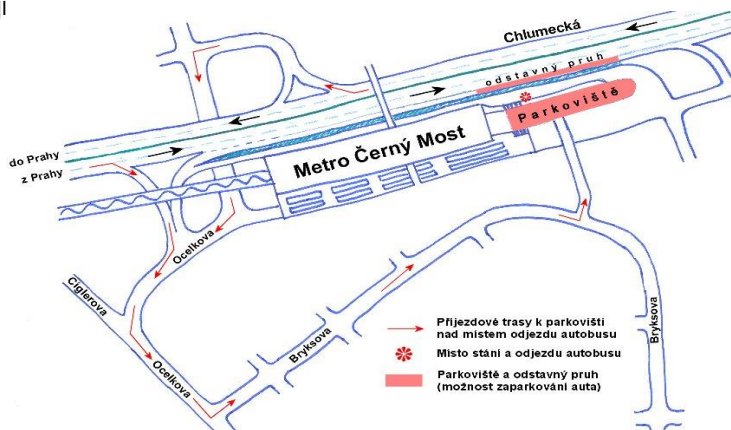 Chlumecká
odstavný pruh
Parkoviště
do Prahy
z Prahy
Metro Černý Most
Ocelkova
Ciglerova
Ocelkova
Bryksova
Bryksova
Příjezdové trasy k parkovišti
nad místem odjezdu autobusu
Místo stání a odjezdu autobusu
Parkoviště a odstavný pruh
(možnost zaparkování auta)